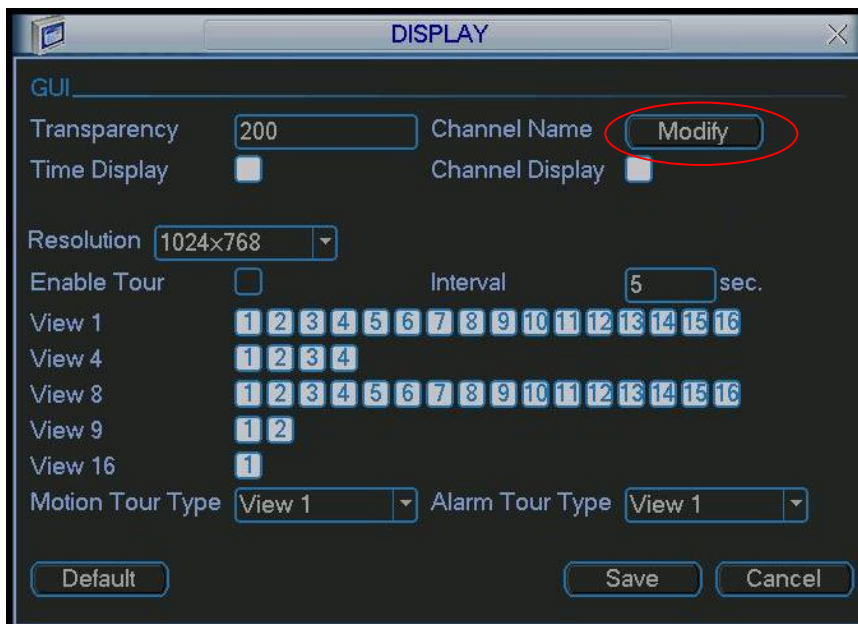 DISPLAY
GUI
Transparency 200 Channel Name Modify
Time Display Channel Display
Resolution 1024×768
Enable Tour Interval 5 sec.
View 1 1 2 3 4 5 6 7 8 9 10 11 12 13 14 15 16
View 4 1 2 3 4
View 8 1 2 3 4 5 6 7 8 9 10 11 12 13 14 15 16
View 9 1 2
View 16 1
Motion Tour Type View 1 Alarm Tour Type View 1
Default Save Cancel